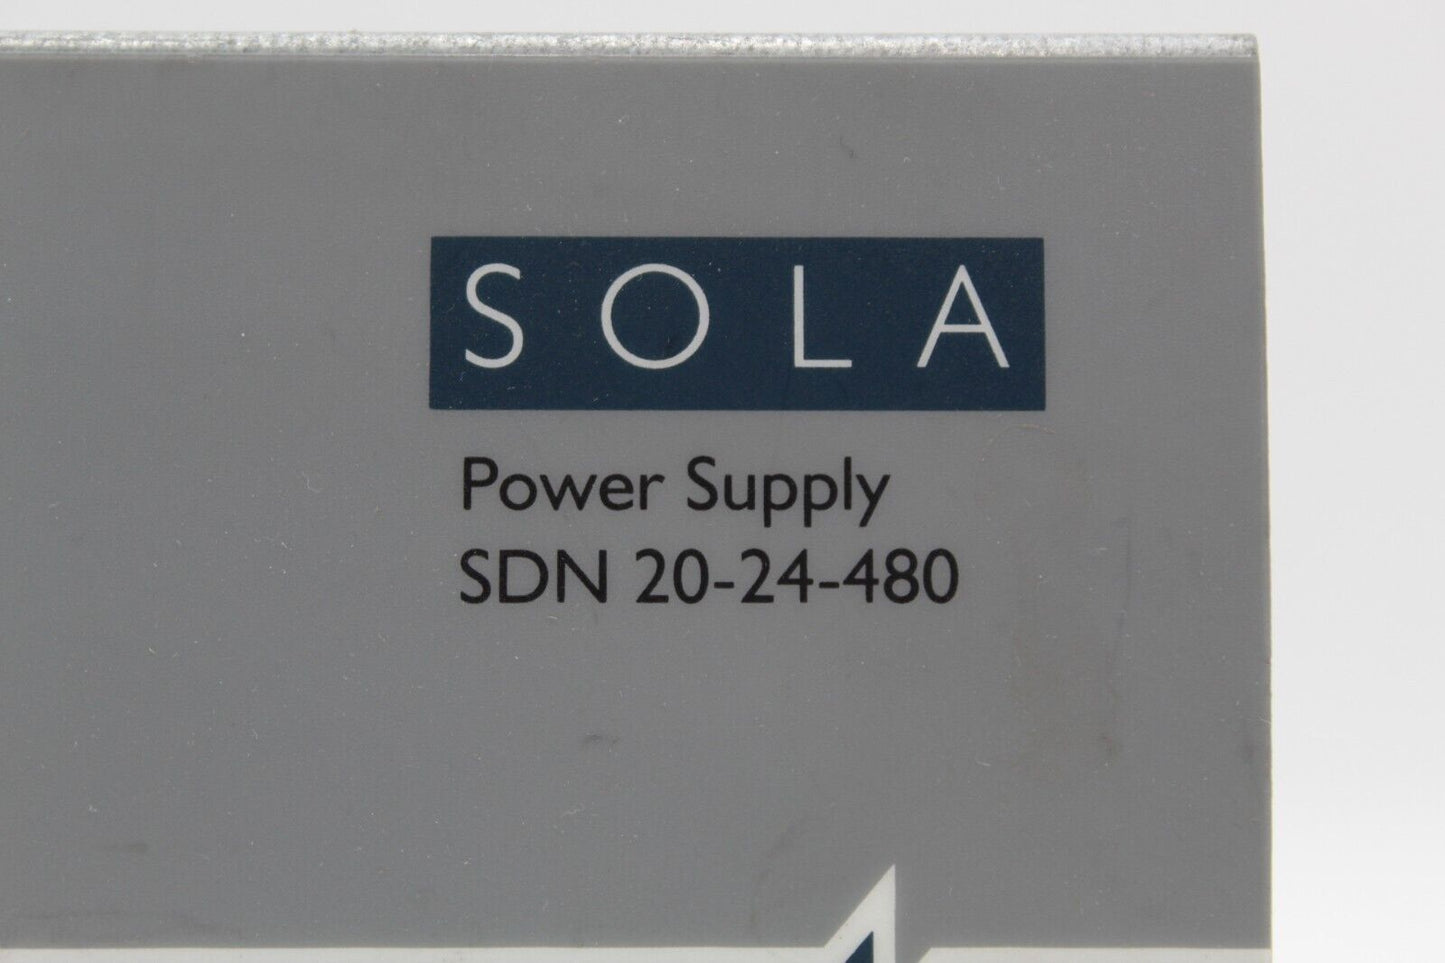 SOLA
Power Supply
SDN 20-24-480